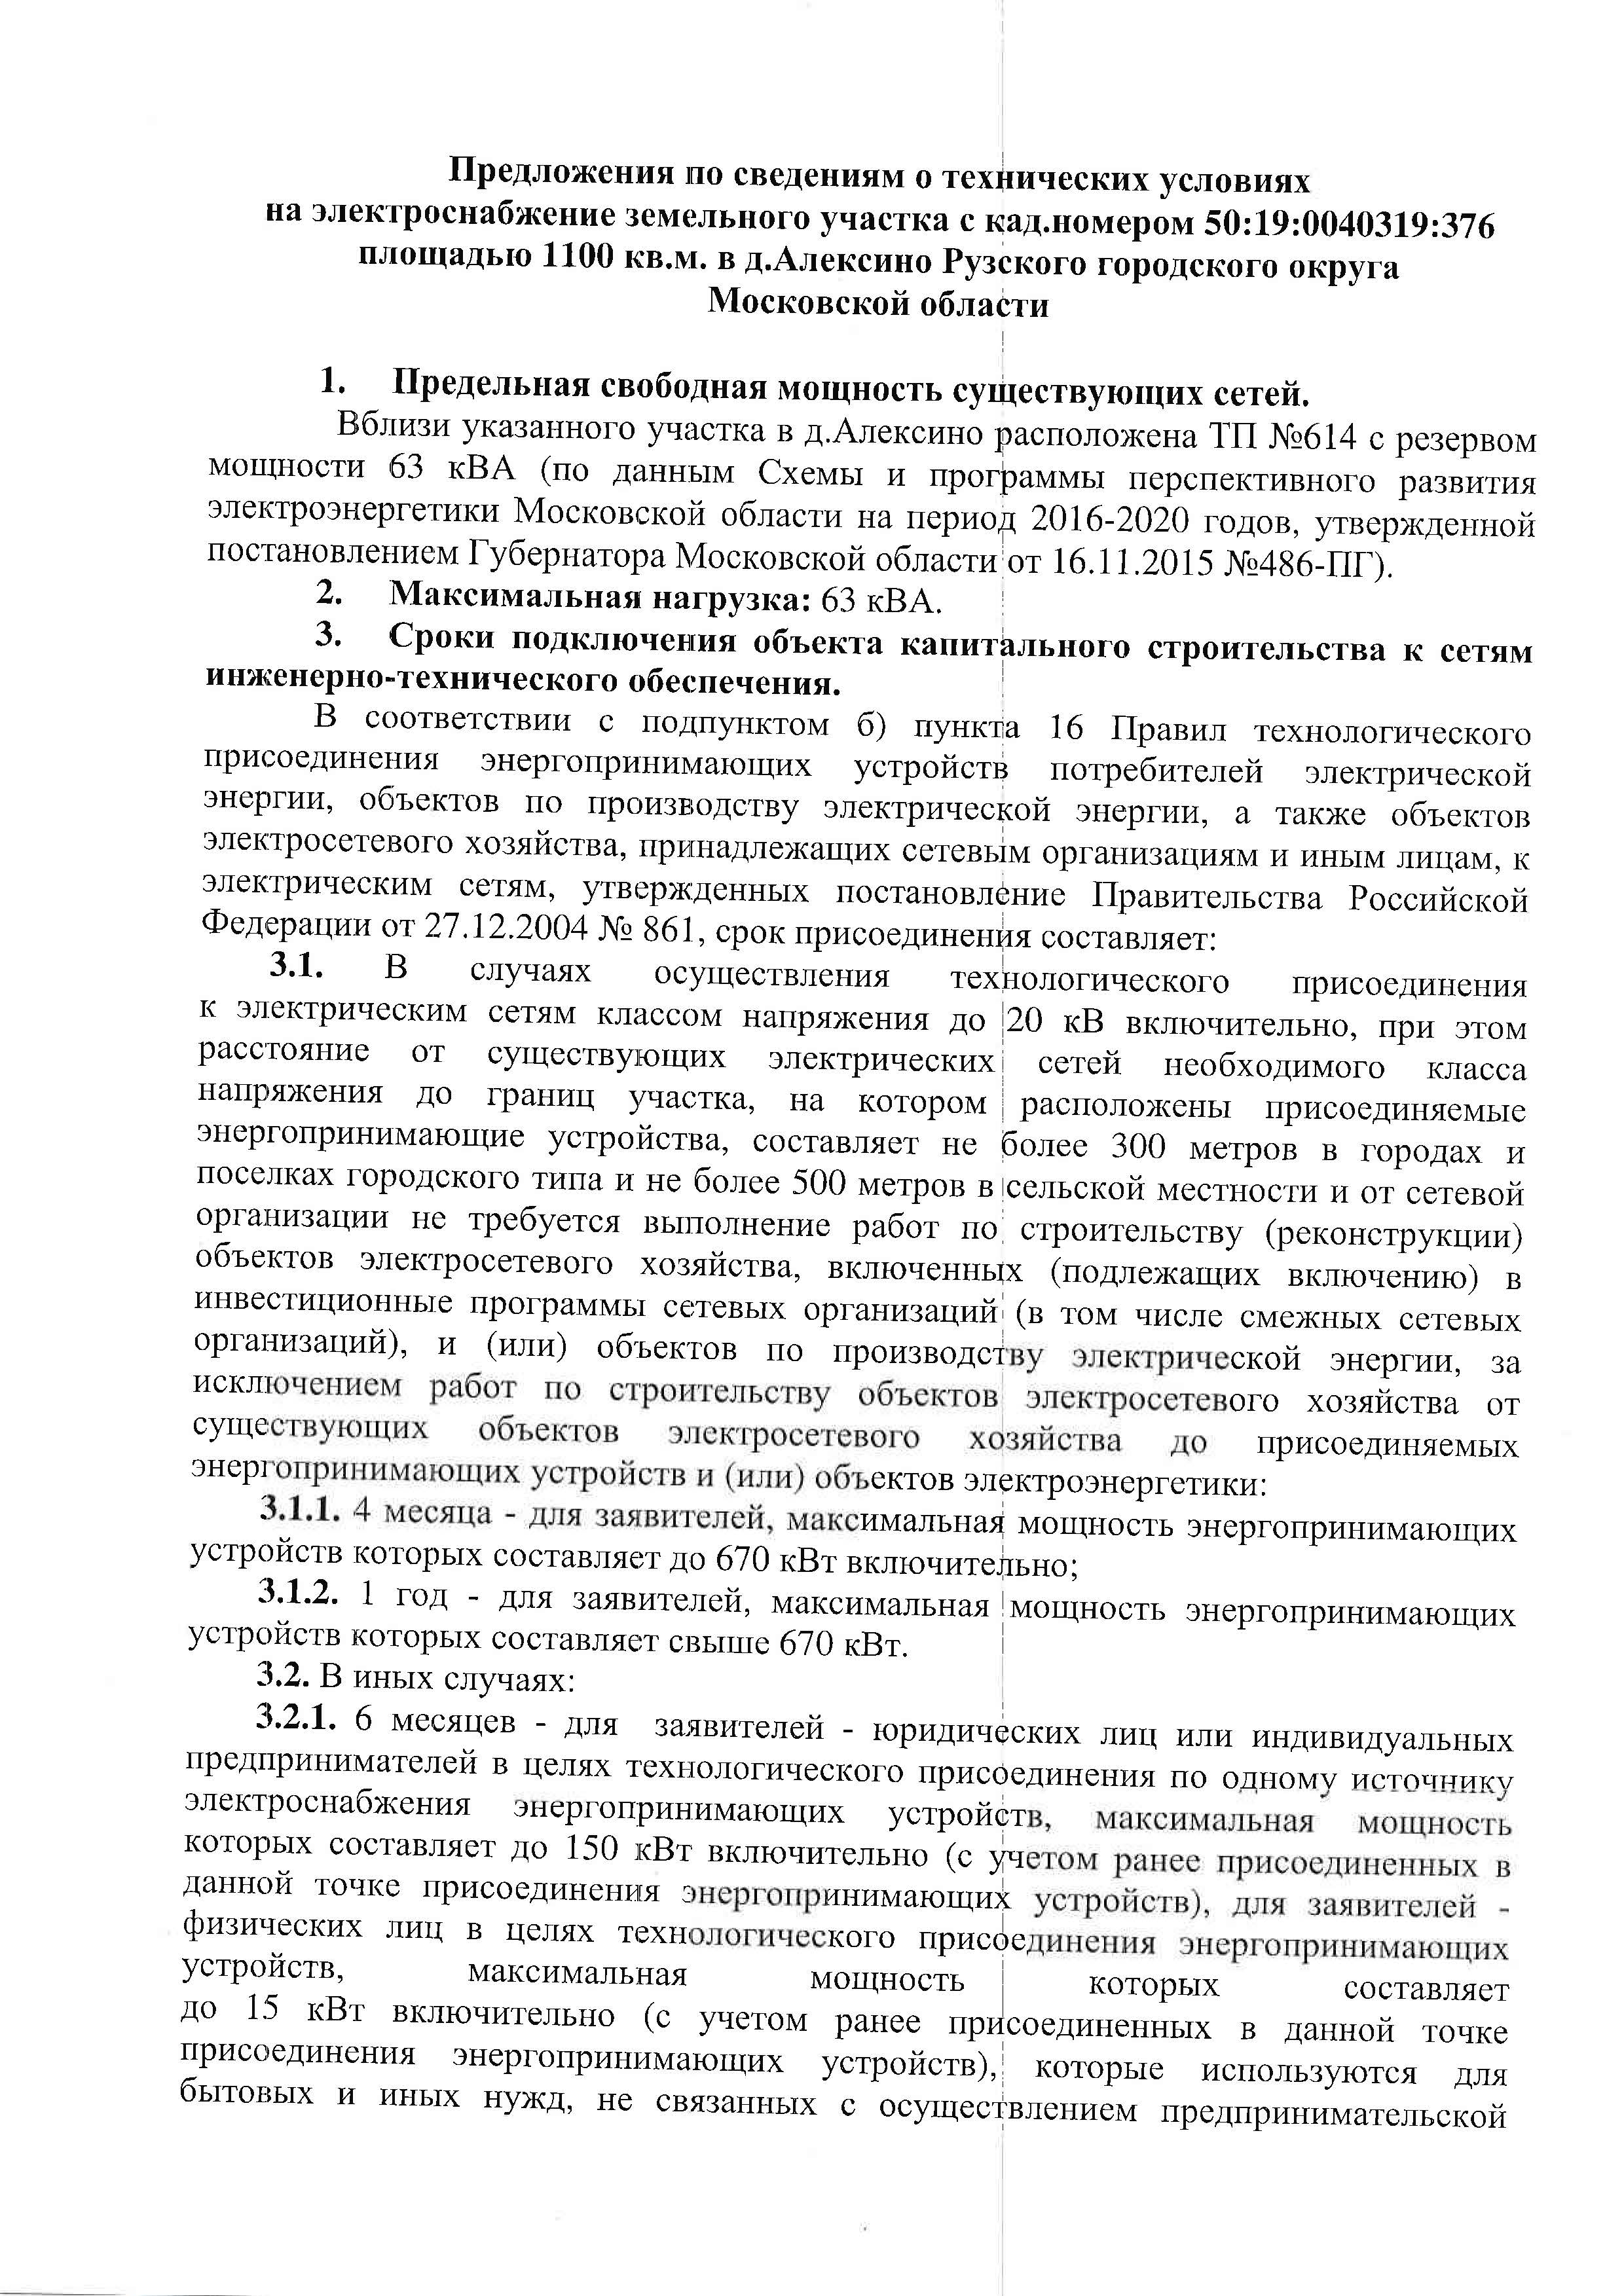 Предложения по сведениям о технических условиях
на электроснабжение земельного участка с кад.номером 50:19:0040319:376
площадью 1100 кв.м. в д.Алексино Рузского городского округа
Московской области
1. Предельная свободная мощность существующих сетей.
Вблизи указанного участка в д.Алексино расположена ТП №614 с резервом
мощности 63 кВА (по данным Схемы и программы перспективного развития
электроэнергетики Московской области на период 2016-2020 годов, утвержденной
постановлением Губернатора Московской области от 16.11.2015 №486-ПГ).
2. Максимальная нагрузка: 63 кВА.
3. Сроки подключения объекта капитального строительства к сетям
инженерно-технического обеспечения.
В соответствии с подпунктом б) пункта 16 Правил технологического
присоединения энергопринимающих устройств потребителей электрической
энергии, объектов по производству электрической энергии, а также объектов
электросетевого хозяйства, принадлежащих сетевым организациям и иным лицам, к
электрическим сетям, утвержденных постановление Правительства Российской
Федерации от 27.12.2004 № 861, срок присоединения составляет:
3.1. В случаях осуществления технологического присоединения
к электрическим сетям классом напряжения до 20 кВ включительно, при этом
расстояние от существующих электрических сетей необходимого класса
напряжения до границ участка, на котором расположены присоединяемые
энергопринимающие устройства, составляет не более 300 метров в городах и
поселках городского типа и не более 500 метров в сельской местности и от сетевой
организации не требуется выполнение работ по строительству (реконструкции)
объектов электросетевого хозяйства, включенных (подлежащих включению) в
инвестиционные программы сетевых организаций (в том числе смежных сетевых
организаций), и (или) объектов по производству электрической энергии, за
исключением работ по строительству объектов электросетевого хозяйства от
существующих объектов электросетевого хозяйства до присоединяемых
энергопринимающих устройств и (или) объектов электроэнергетики:
3.1.1. 4 месяца - для заявителей, максимальная мощность энергопринимающих
устройств которых составляет до 670 кВт включительно;
3.1.2. 1 год - для заявителей, максимальная мощность энергопринимающих
устройств которых составляет свыше 670 кВт.
3.2. В иных случаях:
3.2.1. 6 месяцев - для заявителей - юридических лиц или индивидуальных
предпринимателей в целях технологического присоединения по одному источнику
электроснабжения энергопринимающих устройств, максимальная мощность
которых составляет до 150 кВт включительно (с учетом ранее присоединенных в
данной точке присоединения энергопринимающих устройств), для заявителей -
физических лиц в целях технологического присоединения энергопринимающих
устройств, максимальная мощность которых составляет
до 15 кВт включительно (с учетом ранее присоединенных в данной точке
присоединения энергопринимающих устройств), которые используются для
бытовых и иных нужд, не связанных с осуществлением предпринимательской